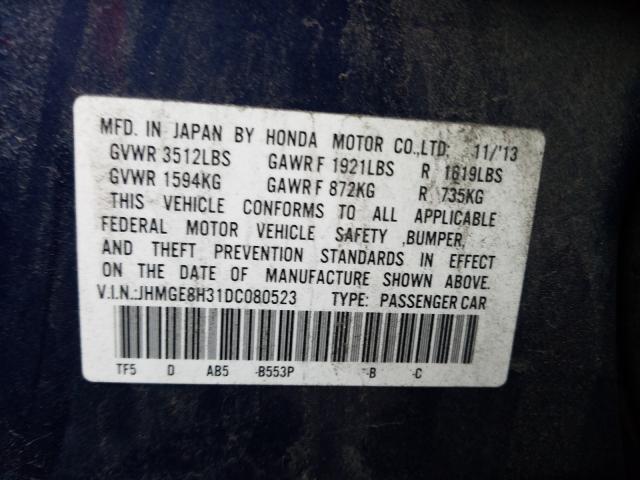 MFD. IN JAPAN BY HONDA MOTOR CO.,LTD. 11/'13
GVWR 3512LBS GAWR F 1921LBS R 1619LBS
GVWR 1594KG GAWR F 872KG R 735KG
THIS VEHICLE CONFORMS TO ALL APPLICABLE
FEDERAL MOTOR VEHICLE SAFETY ,BUMPER,
AND THEFT PREVENTION STANDARDS IN EFFECT
ON THE DATE OF MANUFACTURE SHOWN ABOVE.
V.I.N.:JHMGE8H31DC080523 TYPE: PASSENGER CAR
TF5 D AB5 -B553P -B -C